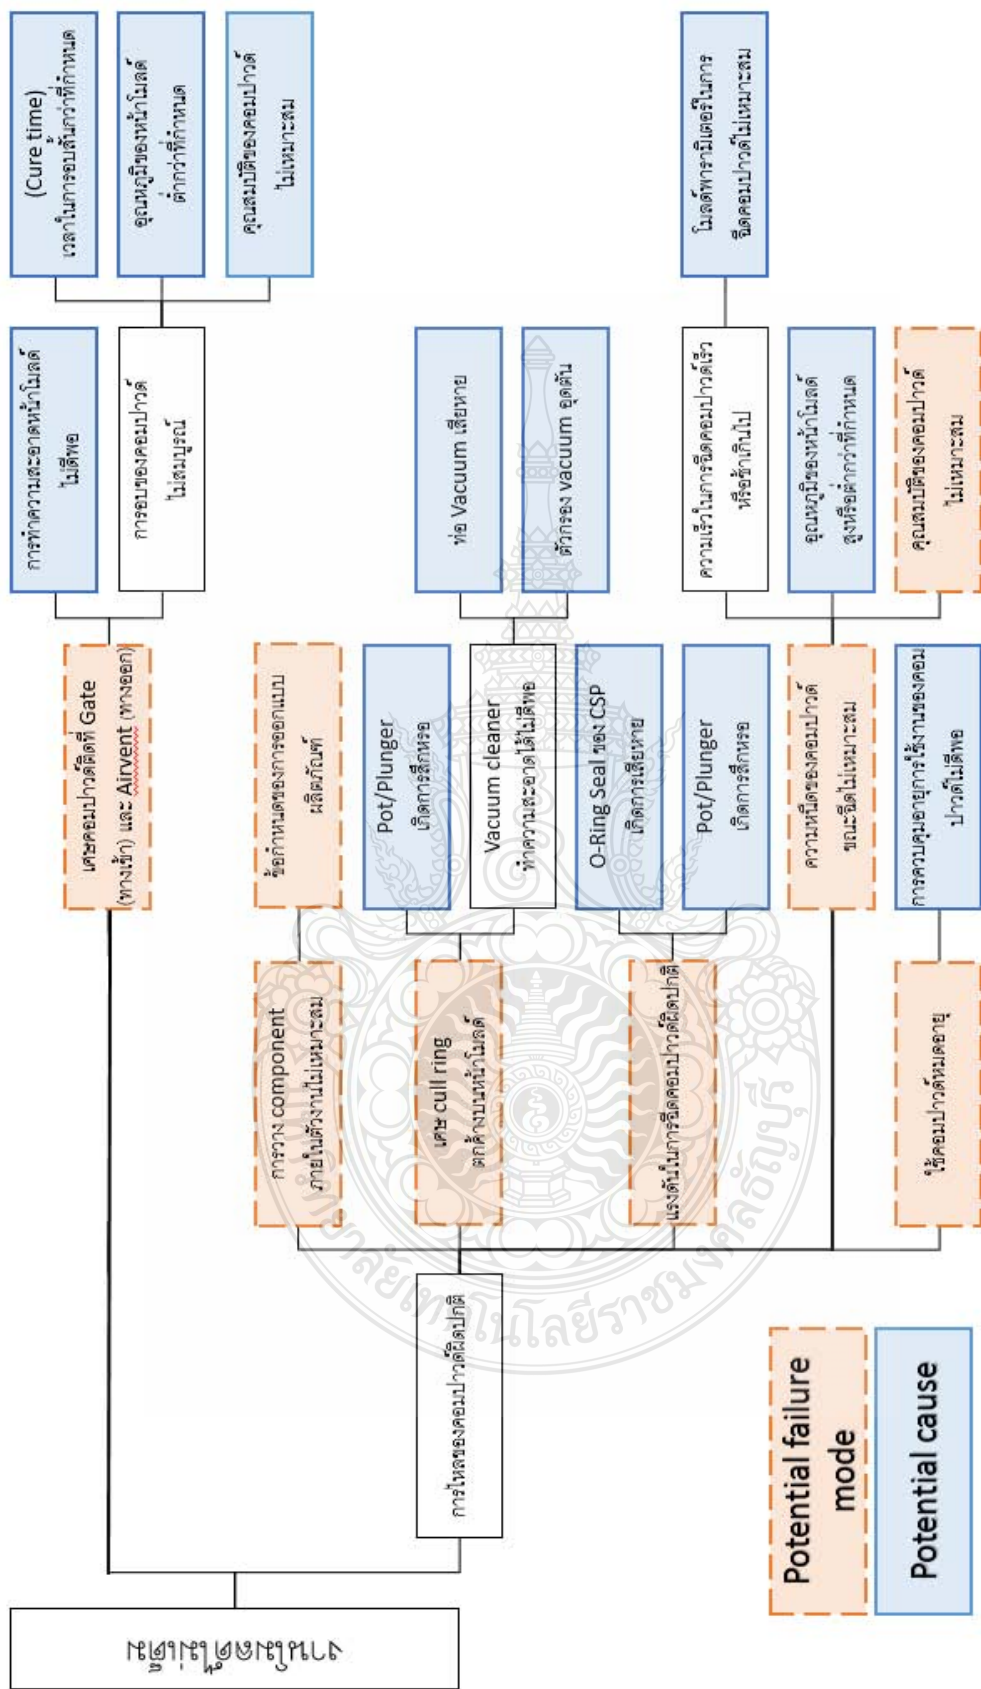 งานโมลดิ้งไม่เต็ม
เศษคอมปาวด์ติดที่ Gate
(ทางเข้า) และ Airvent (ทางออก)
การทำความสะอาดหน้าโมลด์
ไม่ดีพอ
การอบของคอมปาวด์
ไม่สมบูรณ์
(Cure time)
เวลาในการอบสั้นกว่าที่กำหนด
อุณหภูมิของหน้าโมลด์
ต่ำกว่าที่กำหนด
คุณสมบัติของคอมปาวด์
ไม่เหมาะสม
การไหลของคอมปาวด์ผิดปกติ
การวาง component
ภายในตัวงานไม่เหมาะสม
ข้อกำหนดของการออกแบบ
ผลิตภัณฑ์
เศษ cull ring
ตกค้างบนหน้าโมลด์
Pot/Plunger
เกิดการสึกหรอ
Vacuum cleaner
ทำความสะอาดได้ไม่ดีพอ
ท่อ Vacuum เสียหาย
ตัวกรอง vacuum อุดตัน
แรงดันในการฉีดคอมปาวด์ผิดปกติ
O-Ring Seal ของ CSP
เกิดการเสียหาย
Pot/Plunger
เกิดการสึกหรอ
ความหนืดของคอมปาวด์
ขณะฉีดไม่เหมาะสม
ความเร็วในการฉีดคอมปาวด์เร็ว
หรือช้าเกินไป
โมลด์พารามิเตอร์ในการ
ฉีดคอมปาวด์ไม่เหมาะสม
อุณหภูมิของหน้าโมลด์
สูงหรือต่ำกว่าที่กำหนด
คุณสมบัติของคอมปาวด์
ไม่เหมาะสม
ใช้คอมปาวด์หมดอายุ
การควบคุมอายุการใช้งานของคอม
ปาวด์ไม่ดีพอ
Potential failure
mode
Potential cause